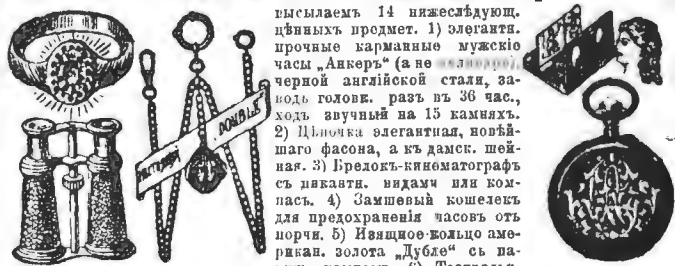 высылаемъ 14 нижеслѣдующ.
цѣнныхъ предмет. 1) элегантн.
прочные карманные мужскіе
часы „Анкеръ“ (а не
черной англійской стали, за-
водъ головк. разъ въ 36 час.,
ходъ звучный на 15 камняхъ.
2) Цѣпочка элегантная, новѣй-
шаго фасона, а къ дамск. шей-
ная. 3) Брелокъ-кинематографъ
съ пикантн. видами или ком-
пасъ. 4) Замшевый кошелекъ
для предохраненія часовъ отъ
порчи. 5) Изящное кольцо аме-
рикан. золота „Дубле“ съ па-
DOUBLE